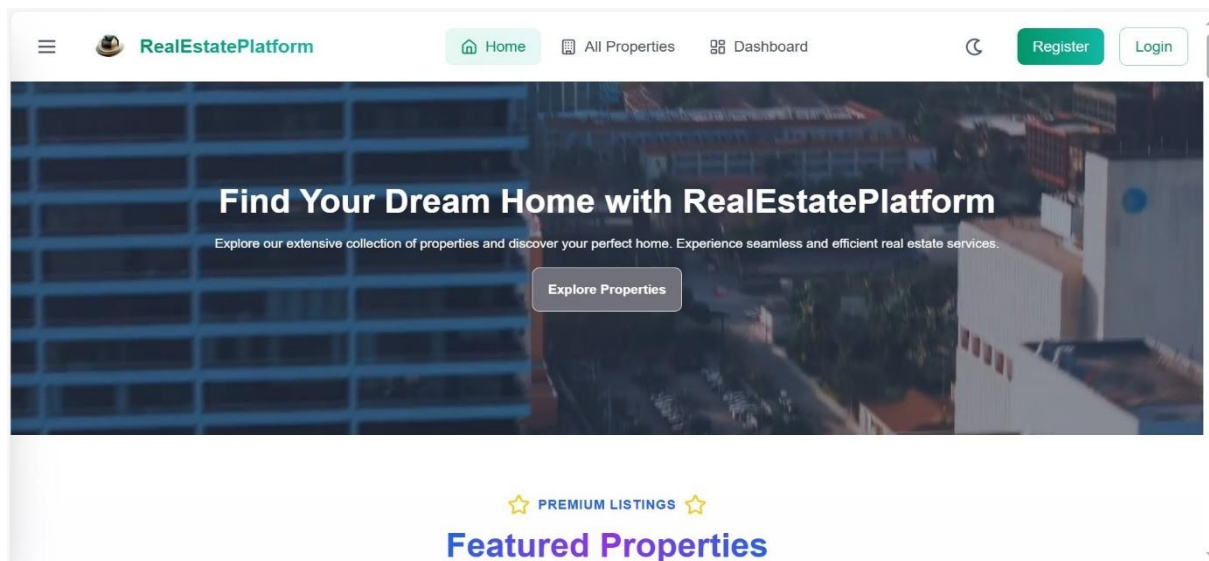 RealEstatePlatform
Home
All Properties
Dashboard
Register
Login
Find Your Dream Home with RealEstatePlatform
Explore our extensive collection of properties and discover your perfect home. Experience seamless and efficient real estate services.
Explore Properties
PREMIUM LISTINGS
Featured Properties